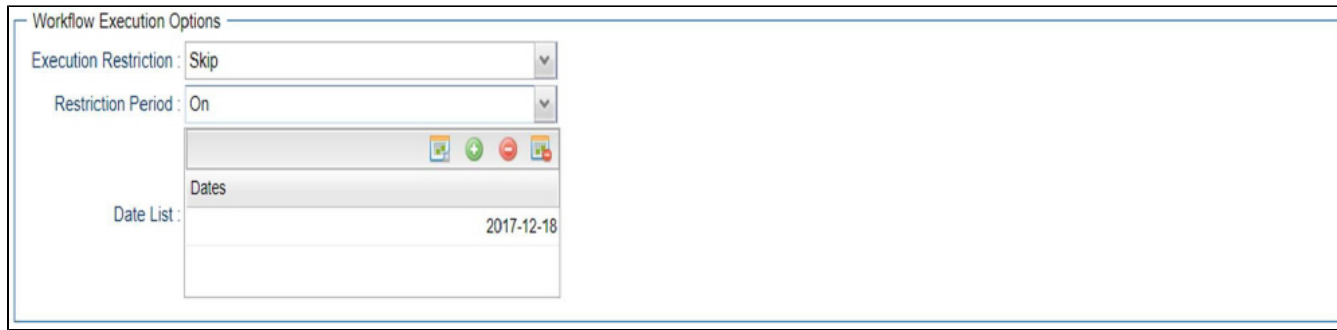 Workflow Execution Options
Execution Restriction : Skip
Restriction Period : On
Dates
Date List :
2017-12-18